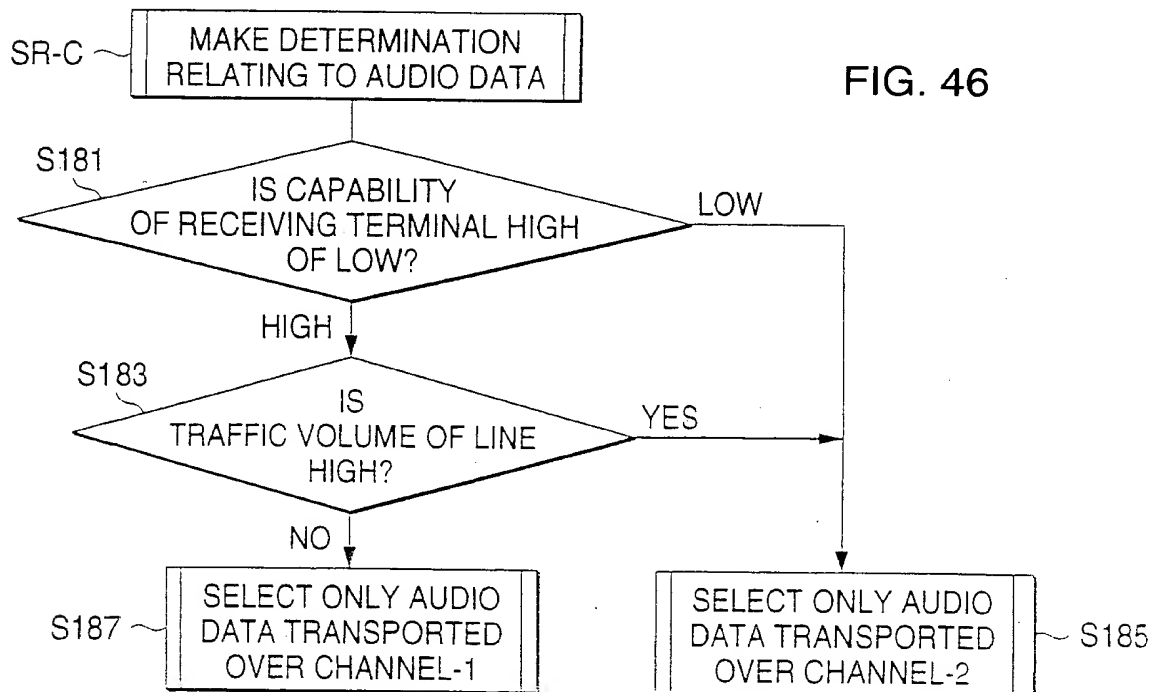 SR-C
MAKE DETERMINATION
RELATING TO AUDIO DATA
FIG. 46
S181
IS CAPABILITY
OF RECEIVING TERMINAL HIGH
OF LOW?
LOW
HIGH
S183
IS
TRAFFIC VOLUME OF LINE
HIGH?
YES
NO
S187
SELECT ONLY AUDIO
DATA TRANSPORTED
OVER CHANNEL-1
SELECT ONLY AUDIO
DATA TRANSPORTED
OVER CHANNEL-2
S185